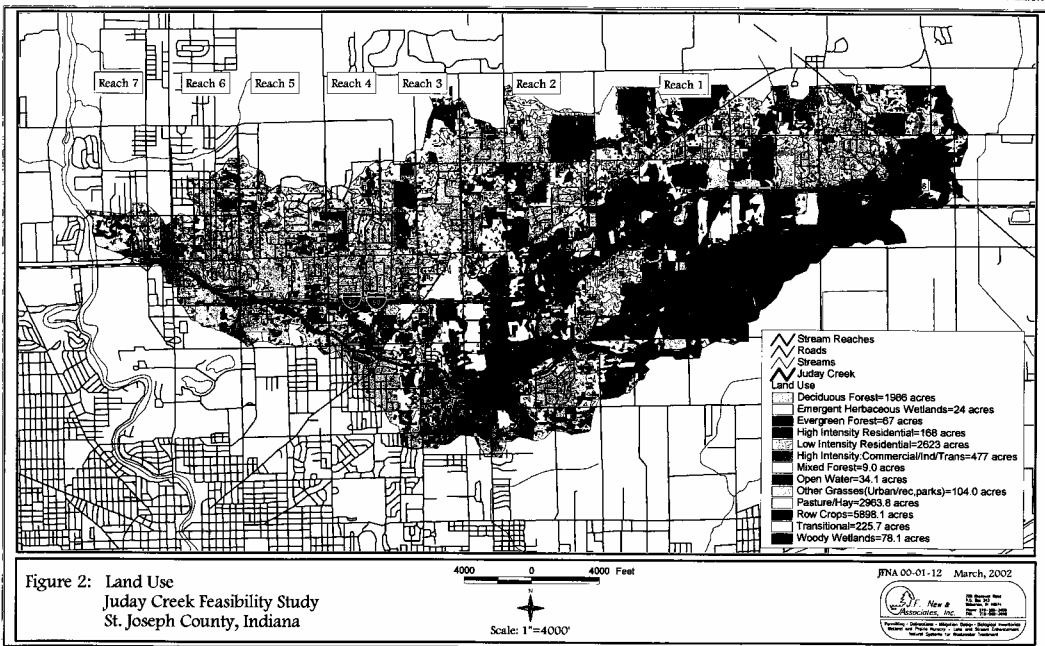 Reach 7
Reach 6
Reach 5
Reach 4
Reach 3
Reach 2
Reach 1
Stream Reaches
Roads
Streams
Juday Creek
Land Use
Deciduous Forest=1986 acres
Emergent Herbaceous Wetlands=24 acres
Evergreen Forest=67 acres
High Intensity Residential=168 acres
Low Intensity Residential=2623 acres
High Intensity:Commercial/Ind/Trans=477 acres
Mixed Forest=9.0 acres
Open Water=34.1 acres
Other Grasses(Urban/rec,parks)=104.0 acres
Pasture/Hay=2963.8 acres
Row Crops=5898.1 acres
Transitional=225.7 acres
Woody Wetlands=78.1 acres
Figure 2: Land Use
Juday Creek Feasibility Study
St. Joseph County, Indiana
4000 0 4000 Feet
N
Scale: 1"=4000'
JFNA 00-01-12 March, 2002
J.F. New &
Associates, Inc.